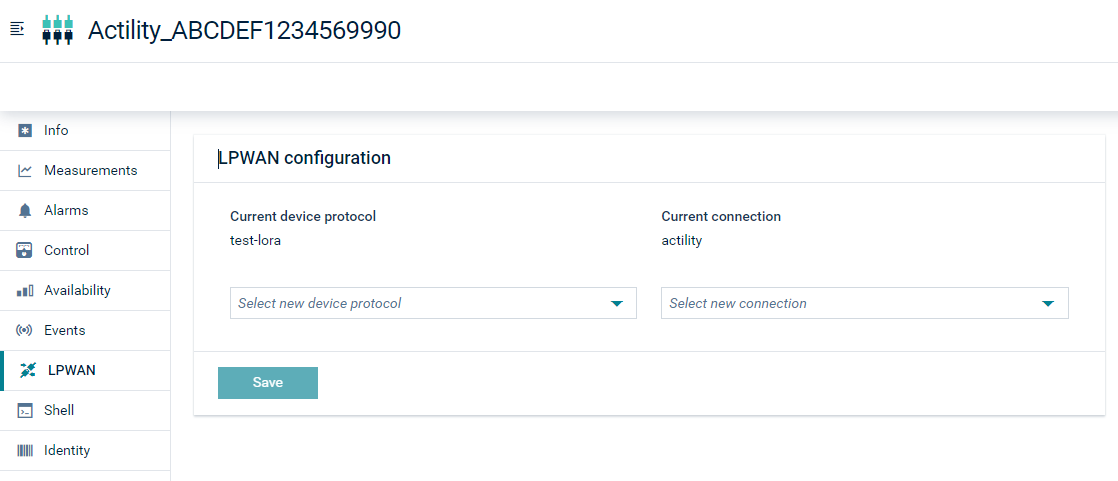 Actility_ABCDEF1234569990
Info
Measurements
Alarms
Control
Availability
Events
LPWAN
Shell
Identity
LPWAN configuration
Current device protocol
test-lora
Current connection
actility
Select new device protocol
Select new connection
Save